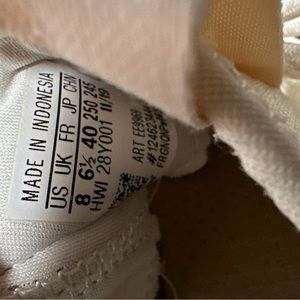 MADE IN INDONESIA
US UK FR JP CHN
8 6½ 40 250 245
HWI 28Y001 11/19
ART EE9689